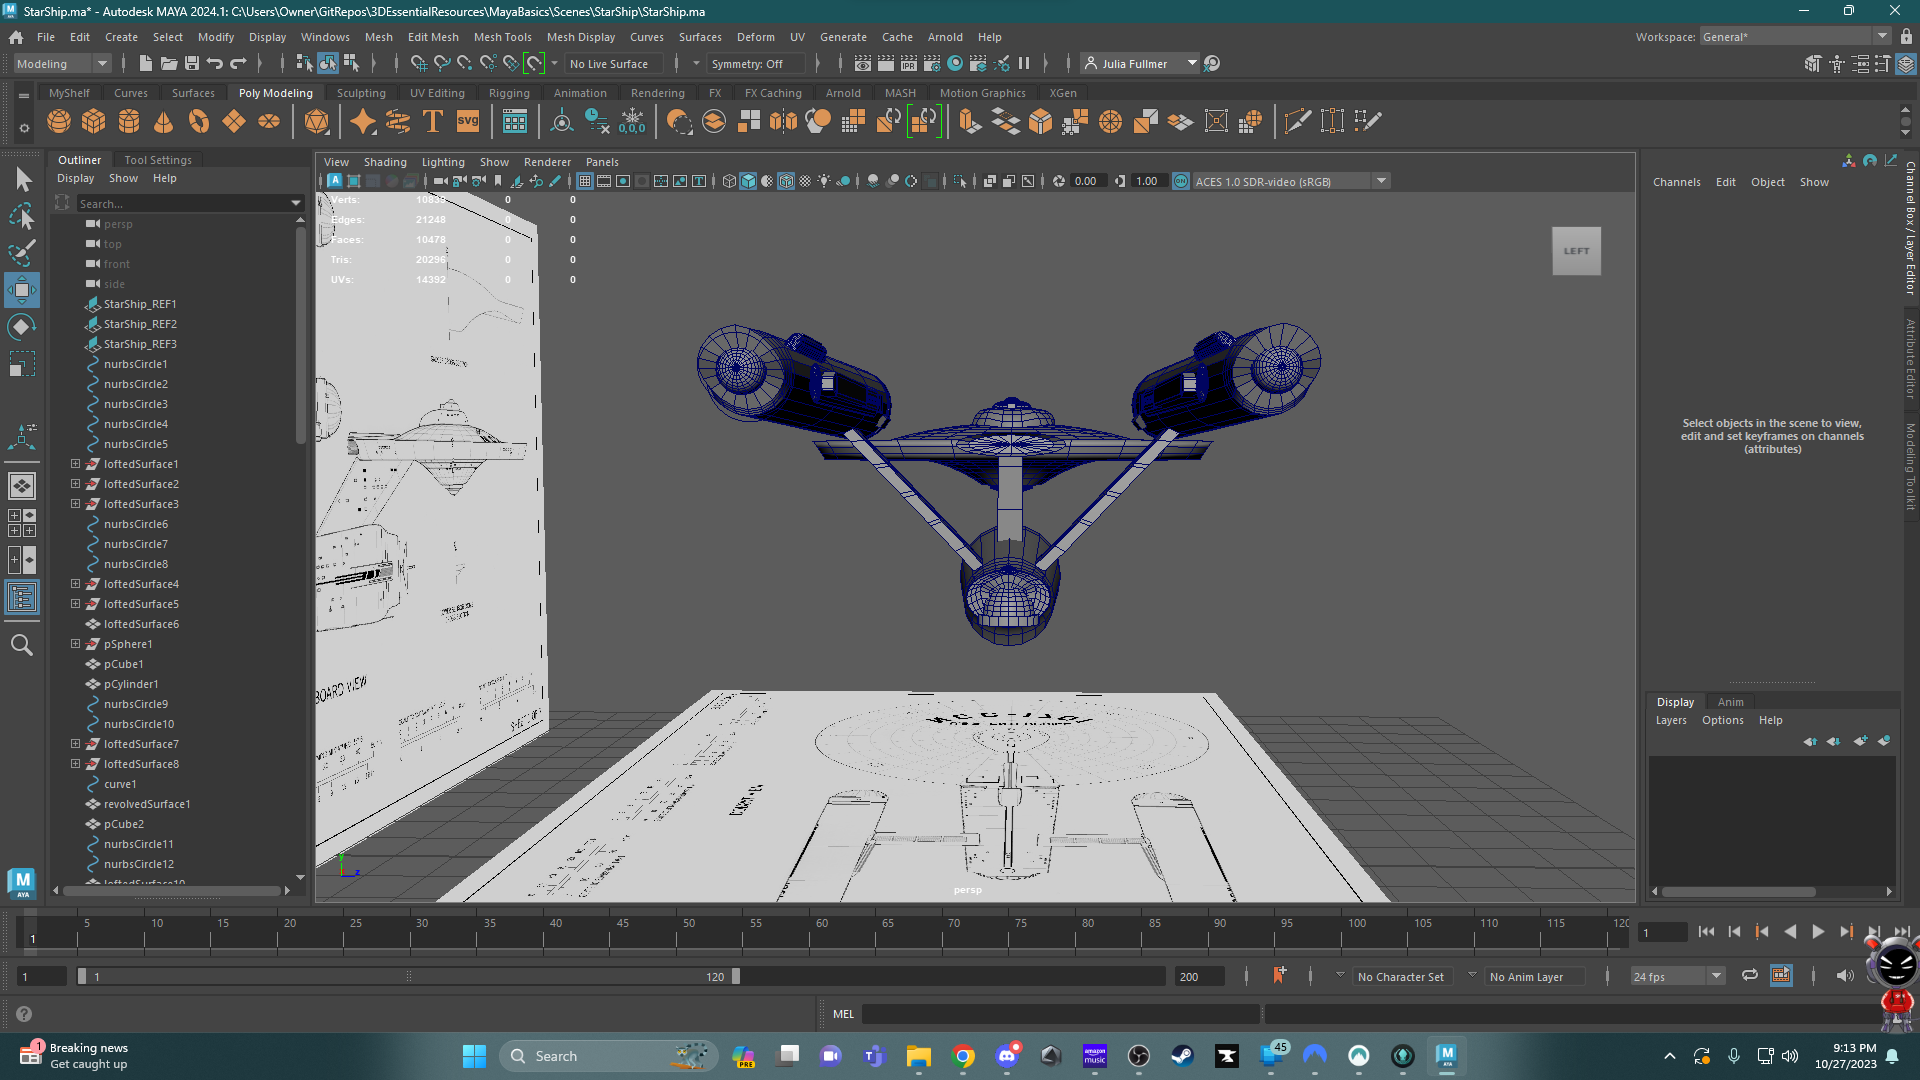 StarShip.ma* - Autodesk MAYA 2024.1: C:\Users\Owner\GitRepos\3DEssentialResources\MayaBasics\Scenes\StarShip\StarShip.ma
File Edit Create Select Modify Display Windows Mesh Edit Mesh Mesh Tools Mesh Display Curves Surfaces Deform UV Generate Cache Arnold Help
Workspace: General*
Modeling No Live Surface Symmetry: Off Julia Fullmer
MyShelf Curves Surfaces Poly Modeling Sculpting UV Editing Rigging Animation Rendering FX FX Caching Arnold MASH Motion Graphics XGen
Outliner Tool Settings
Display Show Help
Search...
persp
top
front
side
StarShip_REF1
StarShip_REF2
StarShip_REF3
nurbsCircle1
nurbsCircle2
nurbsCircle3
nurbsCircle4
nurbsCircle5
loftedSurface1
loftedSurface2
loftedSurface3
nurbsCircle6
nurbsCircle7
nurbsCircle8
loftedSurface4
loftedSurface5
loftedSurface6
pSphere1
pCube1
pCylinder1
nurbsCircle9
nurbsCircle10
loftedSurface7
loftedSurface8
curve1
revolvedSurface1
pCube2
nurbsCircle11
nurbsCircle12
loftedSurface10
View Shading Lighting Show Renderer Panels
0.00 1.00 ACES 1.0 SDR-video (sRGB)
Verts: 10839 0 0
Edges: 21248 0 0
Faces: 10478 0 0
Tris: 20296 0 0
UVs: 14392 0 0
LEFT
BOARD VIEW
persp
Channels Edit Object Show
Select objects in the scene to view,
edit and set keyframes on channels
(attributes)
Channel Box / Layer Editor
Attribute Editor
Modeling Toolkit
Display Anim
Layers Options Help
1 5 10 15 20 25 30 35 40 45 50 55 60 65 70 75 80 85 90 95 100 105 110 115 120
1
1 1 120 200 No Character Set No Anim Layer 24 fps
MEL
Breaking news
Get caught up
Search
45
9:13 PM
10/27/2023